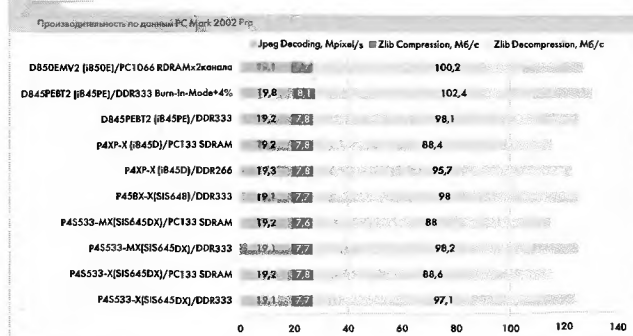 Производительность по данным PC Mark 2002 Pro
Jpeg Decoding, Mpixel/s Zlib Compression, Мб/с Zlib Decompression, Мб/с
D850EMV2 (i850E)/PC1066 RDRAMx2канала 19,1 100,2
D845PEBT2 (i845PE)/DDR333 Burn-In-Mode+4% 19,8 8,1 102,4
D845PEBT2 (i845PE)/DDR333 19,2 7,8 98,1
P4XP-X (i845D)/PC133 SDRAM 19,2 7,8 88,4
P4XP-X (i845D)/DDR266 19,3 7,8 95,7
P45BX-X(SIS648)/DDR333 19,1 7,7 98
P4S533-MX(SIS645DX)/PC133 SDRAM 19,2 7,6 88
P4S533-MX(SIS645DX)/DDR333 19,1 7,7 98,2
P4S533-X(SIS645DX)/PC133 SDRAM 19,2 7,8 88,6
P4S533-X(SIS645DX)/DDR333 19,1 7,7 97,1
0 20 40 60 80 100 120 140